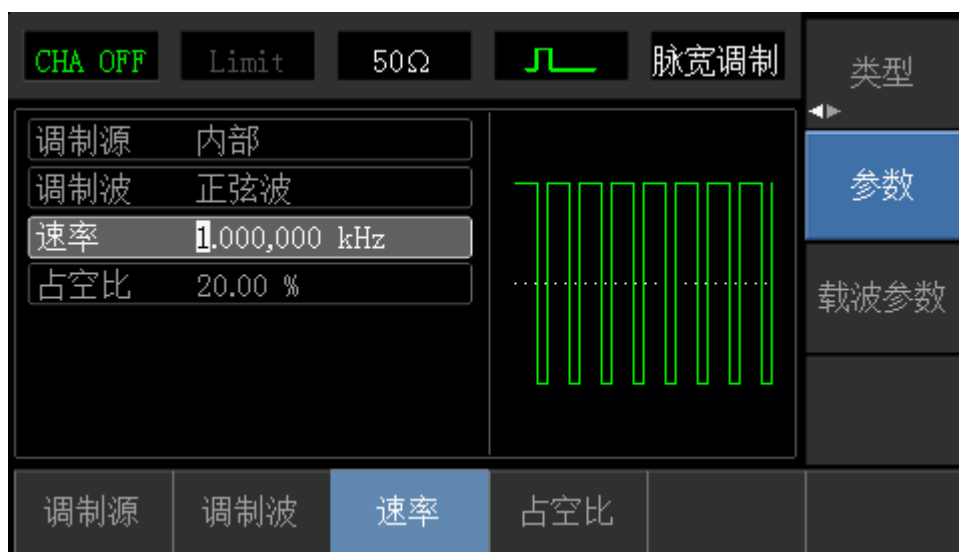 CHA OFF Limit 50Ω 脉宽调制
类型
调制源 内部
调制波 正弦波
速率 1.000,000 kHz
占空比 20.00 %
参数
载波参数
调制源 调制波 速率 占空比